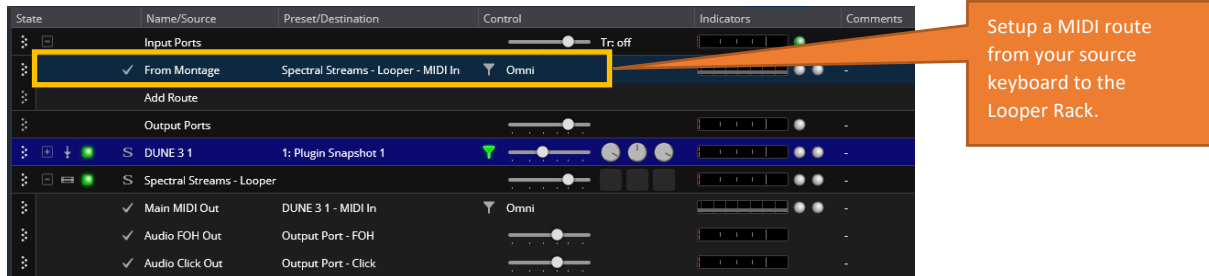 State Name/Source Preset/Destination Control Indicators Comments
Input Ports Tr: off
From Montage Spectral Streams - Looper - MIDI In Omni -
Add Route
Output Ports -
S DUNE 3 1 1: Plugin Snapshot 1 -
S Spectral Streams - Looper -
Main MIDI Out DUNE 3 1 - MIDI In Omni -
Audio FOH Out Output Port - FOH -
Audio Click Out Output Port - Click -
Setup a MIDI route
from your source
keyboard to the
Looper Rack.